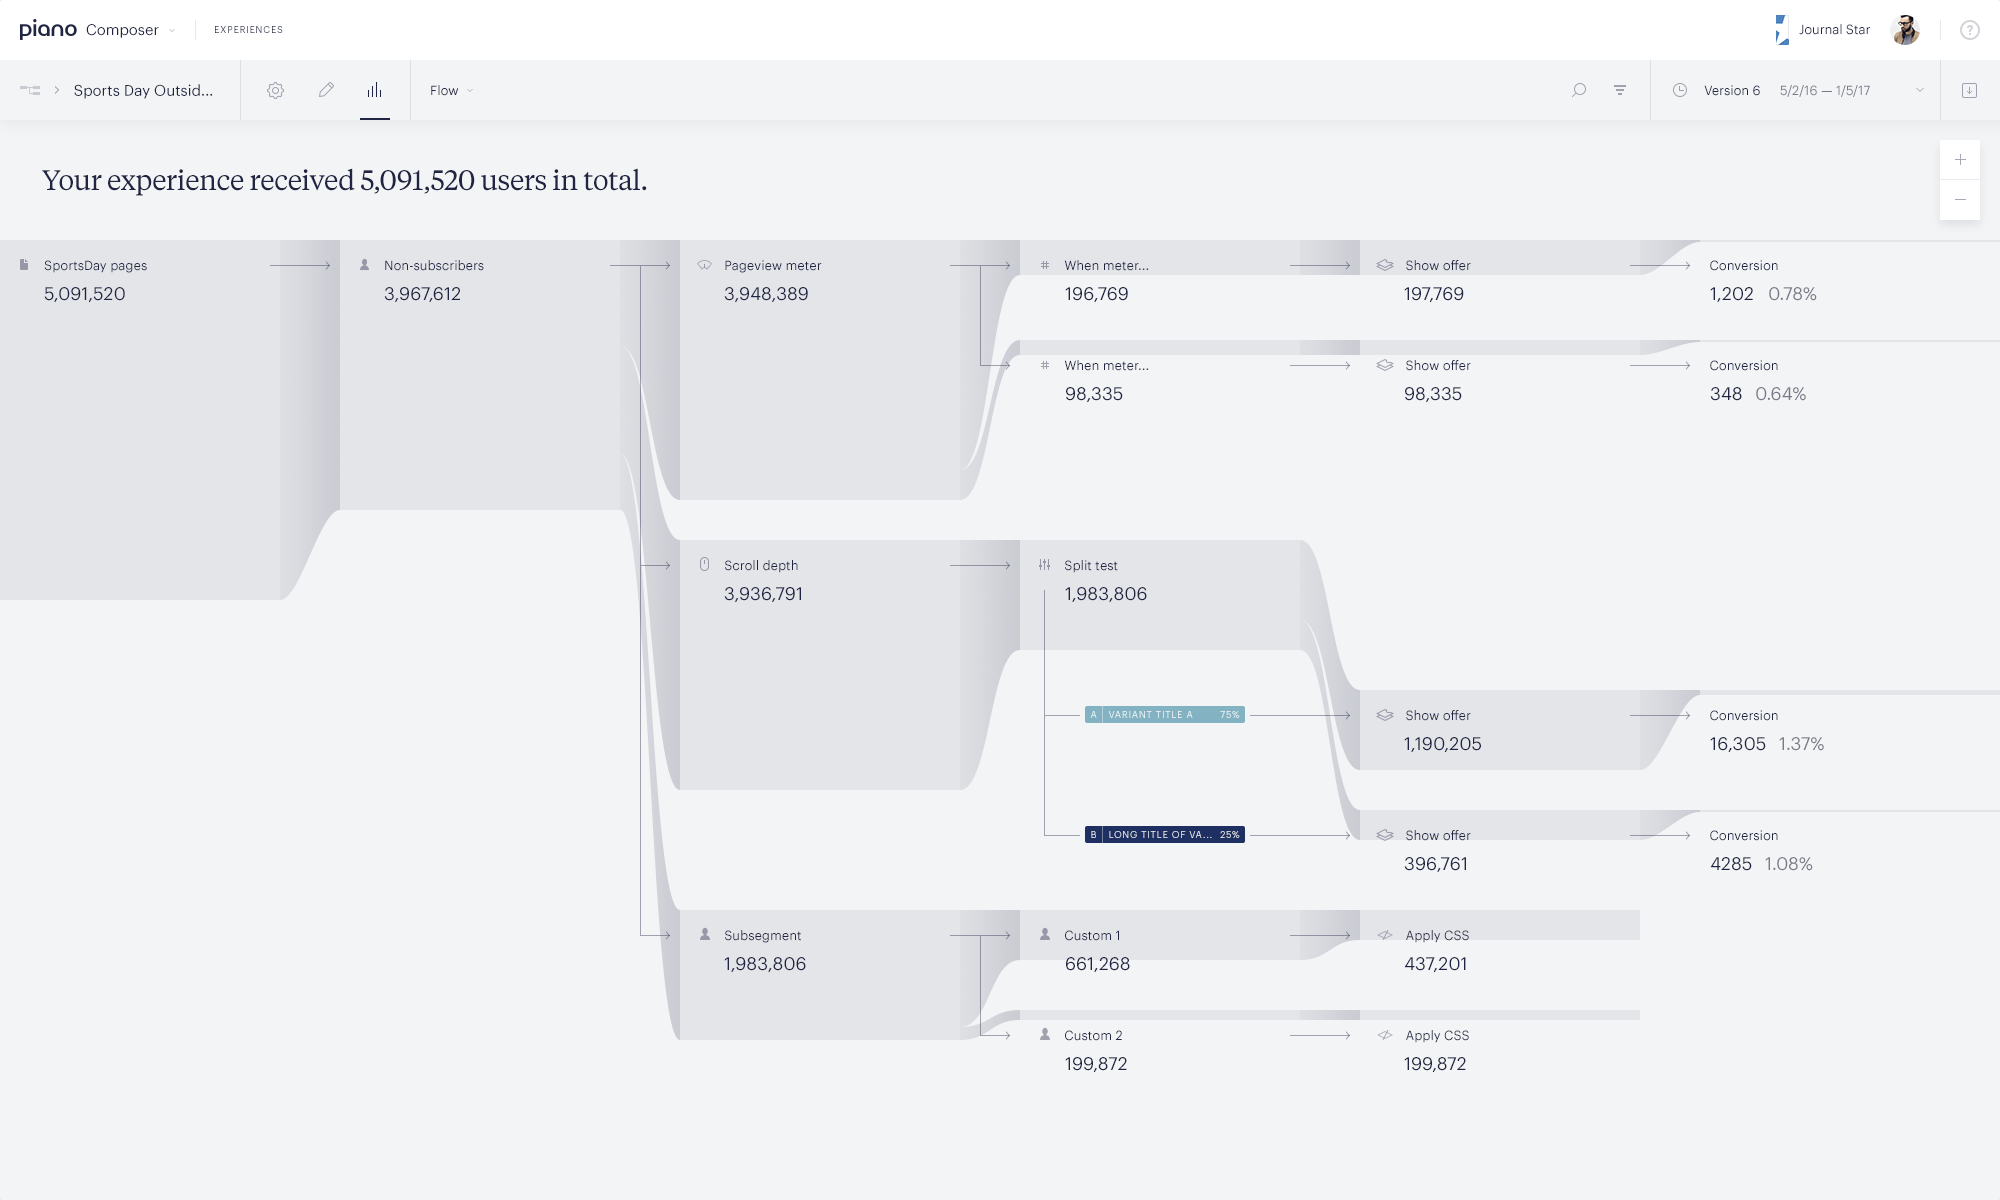 piano Composer EXPERIENCES Journal Star ?
Sports Day Outsid... Flow Version 6 5/2/16 — 1/5/17
Your experience received 5,091,520 users in total.
+
−
SportsDay pages
5,091,520
Non-subscribers
3,967,612
Pageview meter
3,948,389
When meter...
196,769
Show offer
197,769
Conversion
1,202 0.78%
When meter...
98,335
Show offer
98,335
Conversion
348 0.64%
Scroll depth
3,936,791
Split test
1,983,806
A VARIANT TITLE A 75%
Show offer
1,190,205
Conversion
16,305 1.37%
B LONG TITLE OF VA... 25%
Show offer
396,761
Conversion
4285 1.08%
Subsegment
1,983,806
Custom 1
661,268
Apply CSS
437,201
Custom 2
199,872
Apply CSS
199,872